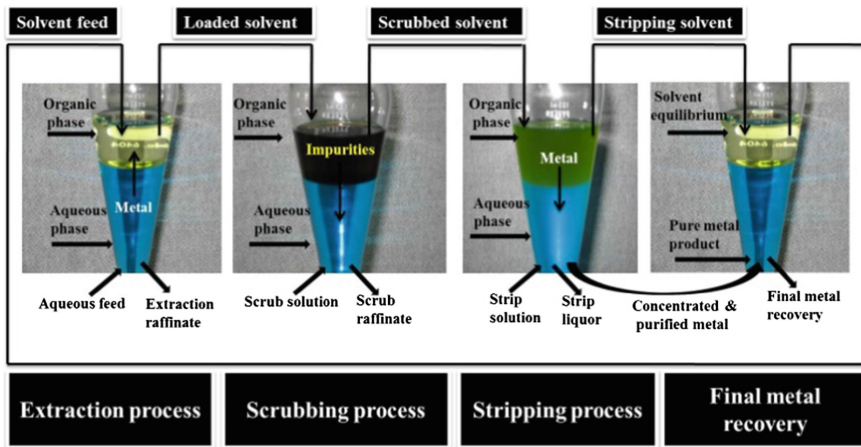 Solvent feed
Loaded solvent
Scrubbed solvent
Stripping solvent
Organic
phase
Metal
Aqueous
phase
Aqueous feed
Extraction
raffinate
Organic
phase
Impurities
Aqueous
phase
Scrub solution
Scrub
raffinate
Organic
phase
Metal
Aqueous
phase
Strip
solution
Strip
liquor
Concentrated &
purified metal
Solvent
equilibrium
Pure metal
product
Final metal
recovery
Extraction process
Scrubbing process
Stripping process
Final metal
recovery